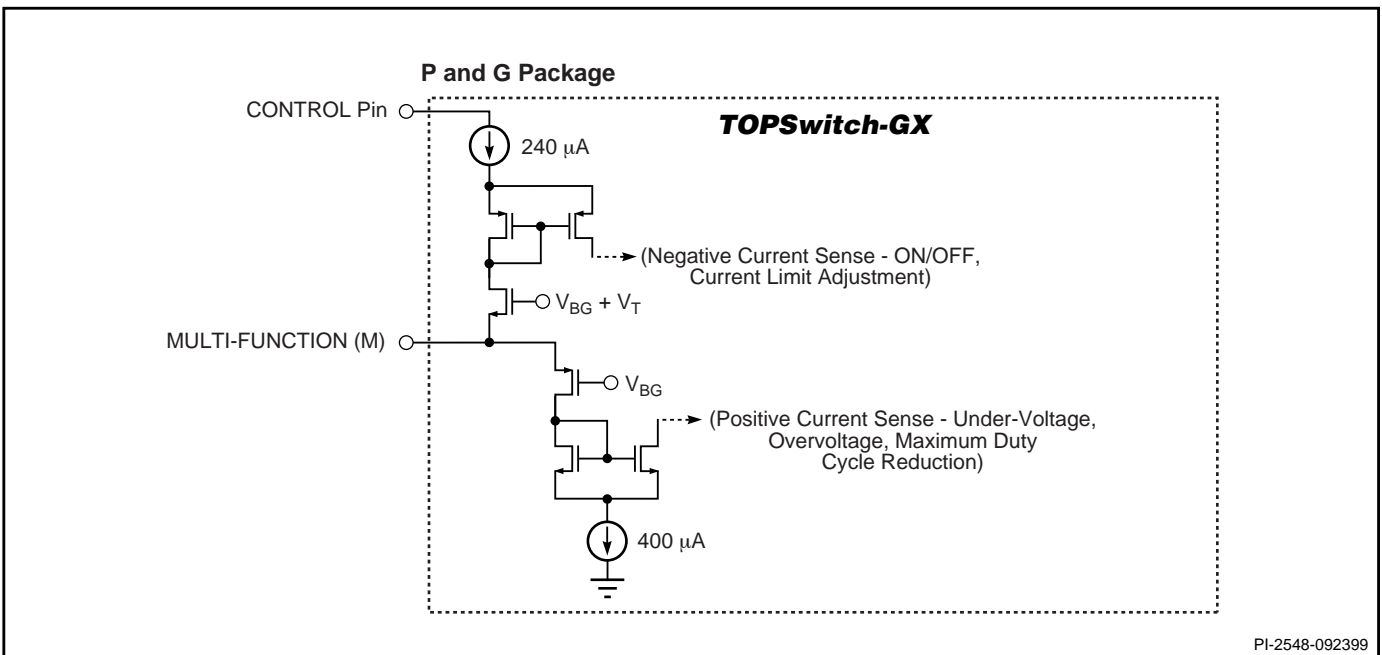 P and G Package
CONTROL Pin
TOPSwitch-GX
240 μA
(Negative Current Sense - ON/OFF,
Current Limit Adjustment)
V_BG + V_T
MULTI-FUNCTION (M)
V_BG
(Positive Current Sense - Under-Voltage,
Overvoltage, Maximum Duty
Cycle Reduction)
400 μA
PI-2548-092399